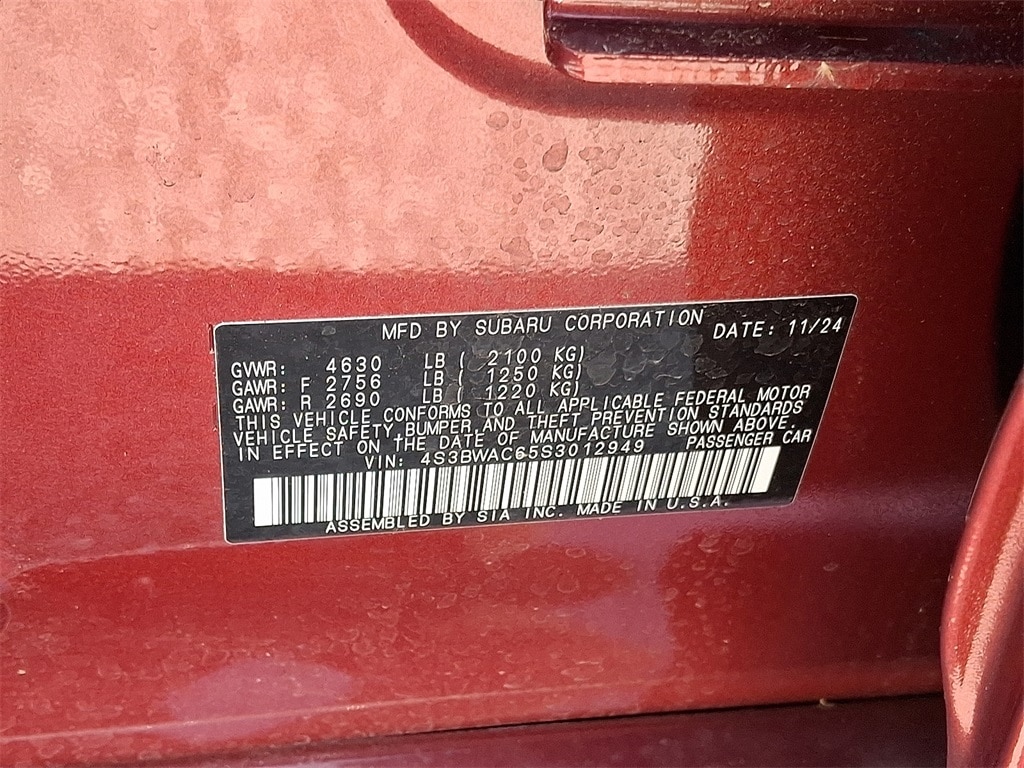 MFD BY SUBARU CORPORATION DATE: 11/24
GVWR: 4630 LB ( 2100 KG)
GAWR: F 2756 LB ( 1250 KG)
GAWR: R 2690 LB ( 1220 KG)
THIS VEHICLE CONFORMS TO ALL APPLICABLE FEDERAL MOTOR
VEHICLE SAFETY, BUMPER, AND THEFT PREVENTION STANDARDS
IN EFFECT ON THE DATE OF MANUFACTURE SHOWN ABOVE.
VIN: 4S3BWAC65S3012949 PASSENGER CAR
ASSEMBLED BY SIA INC. MADE IN U.S.A.